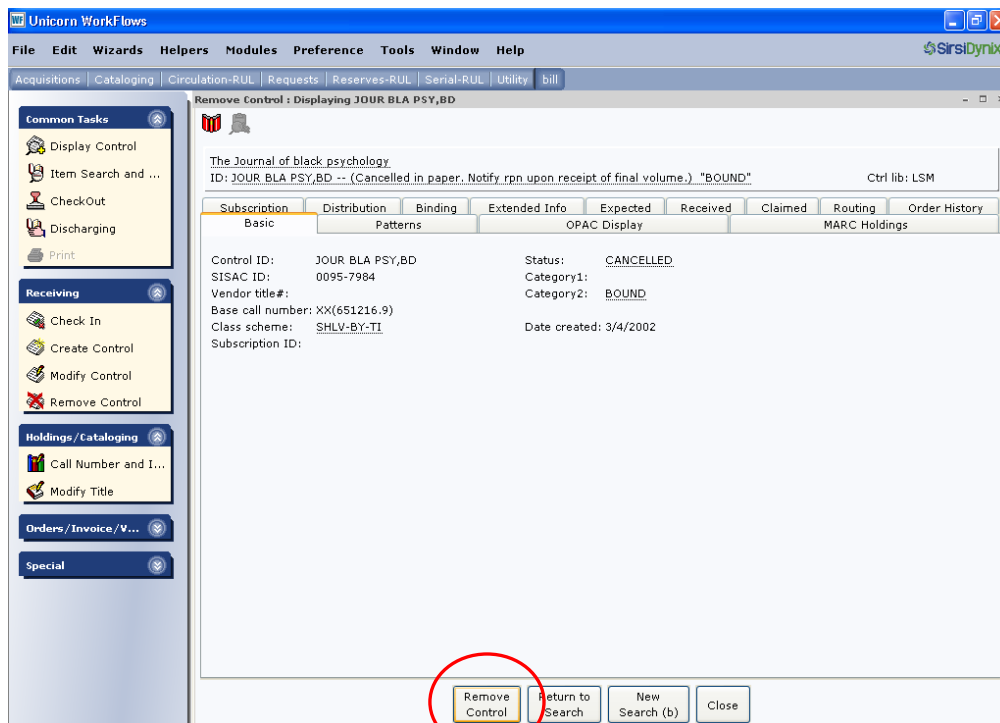 WF Unicorn WorkFlows
File Edit Wizards Helpers Modules Preference Tools Window Help
SirsiDynix
Acquisitions Cataloging Circulation-RUL Requests Reserves-RUL Serial-RUL Utility bill
Common Tasks
Display Control
Item Search and ...
CheckOut
Discharging
Print
Receiving
Check In
Create Control
Modify Control
Remove Control
Holdings/Cataloging
Call Number and I...
Modify Title
Orders/Invoice/V...
Special
Remove Control : Displaying JOUR BLA PSY,BD
The Journal of black psychology
ID: JOUR BLA PSY,BD -- (Cancelled in paper. Notify rpn upon receipt of final volume.) "BOUND" Ctrl lib: LSM
Subscription Distribution Binding Extended Info Expected Received Claimed Routing Order History
Basic Patterns OPAC Display MARC Holdings
Control ID: JOUR BLA PSY,BD Status: CANCELLED
SISAC ID: 0095-7984 Category1:
Vendor title#: Category2: BOUND
Base call number: XX(651216.9)
Class scheme: SHLV-BY-TI Date created: 3/4/2002
Subscription ID:
Remove Control
Return to Search
New Search (b)
Close